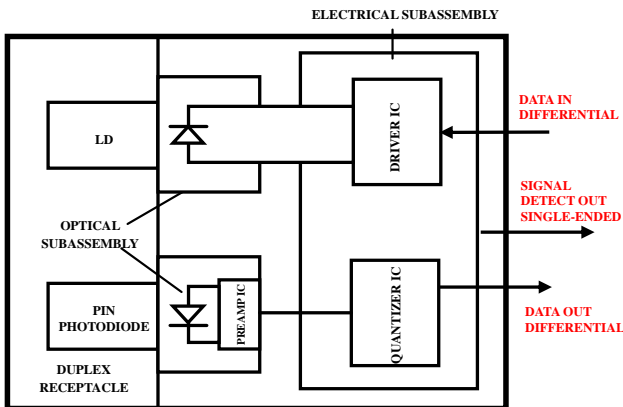 ELECTRICAL SUBASSEMBLY
LD
DRIVER IC
DATA IN
DIFFERENTIAL
SIGNAL
DETECT OUT
SINGLE-ENDED
OPTICAL
SUBASSEMBLY
PIN
PHOTODIODE
PREAMP IC
QUANTIZER IC
DATA OUT
DIFFERENTIAL
DUPLEX
RECEPTACLE